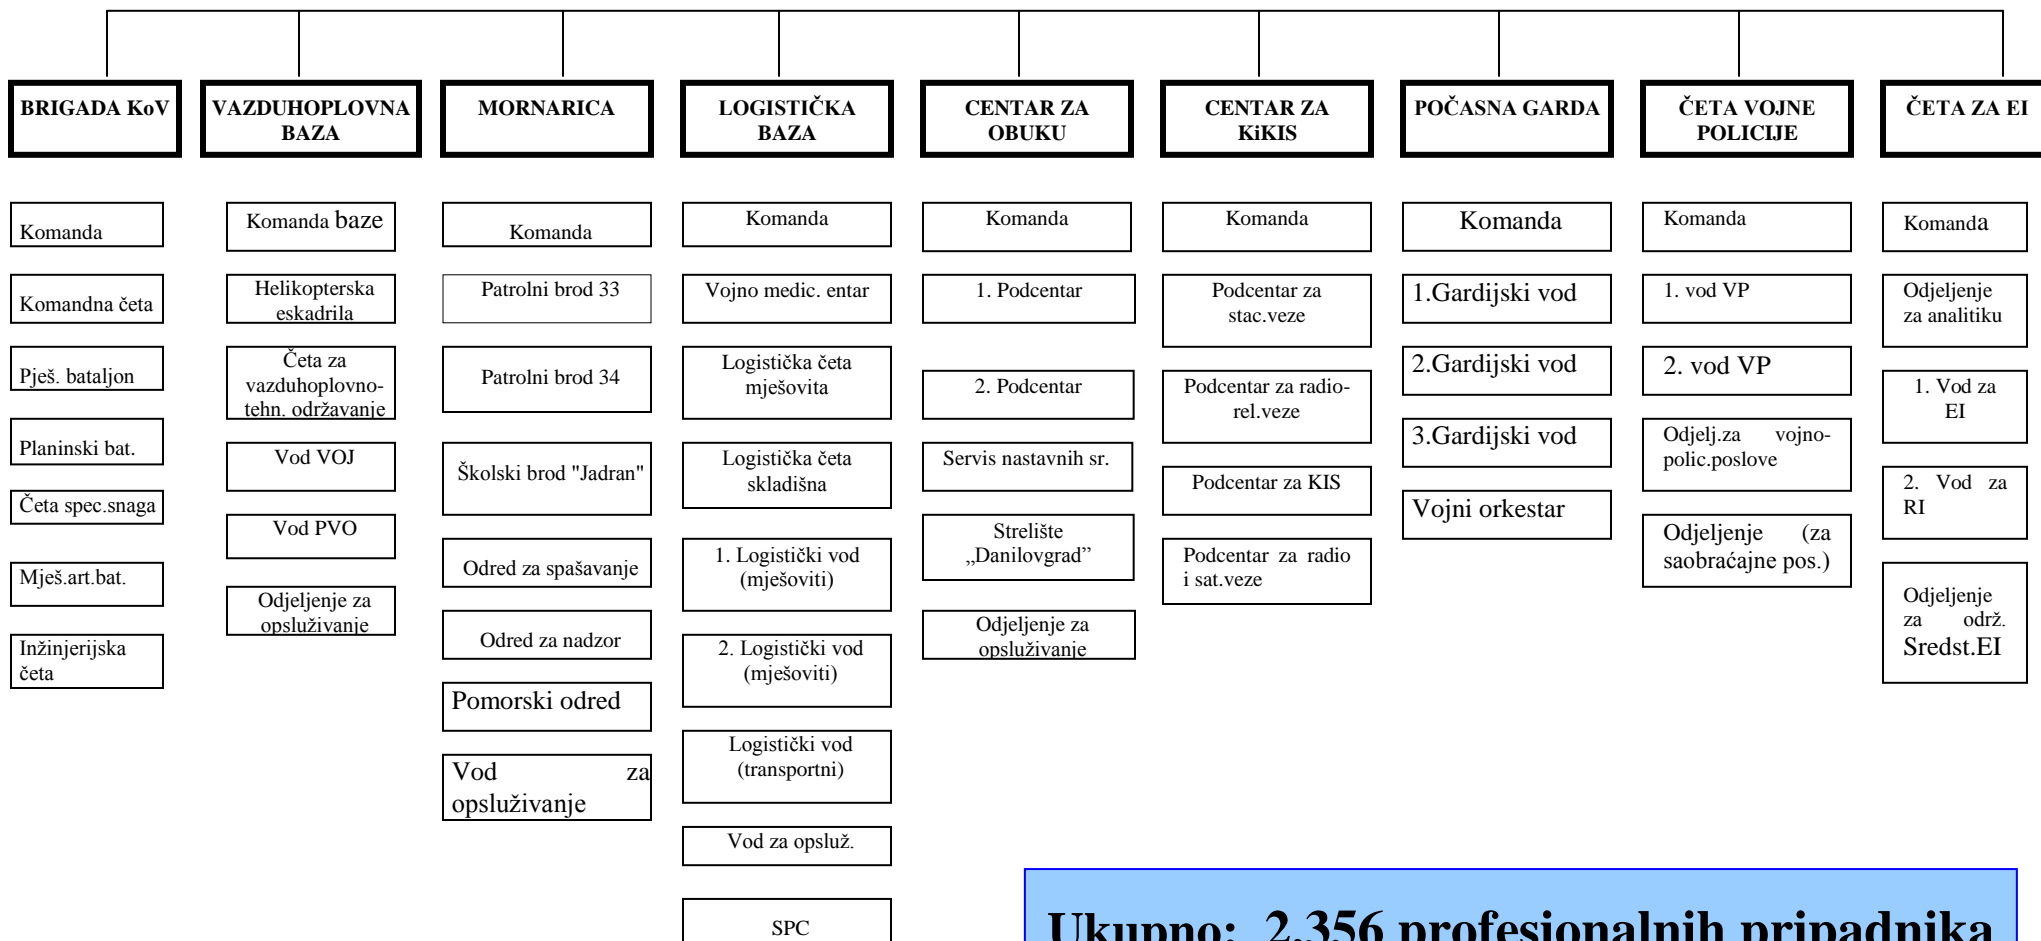 BRIGADA KoV
VAZDUHOPLOVNA
BAZA
MORNARICA
LOGISTIČKA
BAZA
CENTAR ZA
OBUKU
CENTAR ZA
KiKIS
POČASNA GARDA
ČETA VOJNE
POLICIJE
ČETA ZA EI
Komanda
Komandna četa
Pješ. bataljon
Planinski bat.
Četa spec.snaga
Mješ.art.bat.
Inžinjerijska
četa
Komanda baze
Helikopterska
eskadrila
Četa za
vazduhoplovno-
tehn. održavanje
Vod VOJ
Vod PVO
Odjeljenje za
opsluživanje
Komanda
Patrolni brod 33
Patrolni brod 34
Školski brod "Jadran"
Odred za spašavanje
Odred za nadzor
Pomorski odred
Vod za
opsluživanje
Komanda
Vojno medic. entar
Logistička četa
mješovita
Logistička četa
skladišna
1. Logistički vod
(mješoviti)
2. Logistički vod
(mješoviti)
Logistički vod
(transportni)
Vod za opsluž.
SPC
Komanda
1. Podcentar
2. Podcentar
Servis nastavnih sr.
Strelište
„Danilovgrad”
Odjeljenje za
opsluživanje
Komanda
Podcentar za
stac.veze
Podcentar za radio-
rel.veze
Podcentar za KIS
Podcentar za radio
i sat.veze
Komanda
1.Gardijski vod
2.Gardijski vod
3.Gardijski vod
Vojni orkestar
Komanda
1. vod VP
2. vod VP
Odjelj.za vojno-
polic.poslove
Odjeljenje (za
saobraćajne pos.)
Komanda
Odjeljenje
za analitiku
1. Vod za
EI
2. Vod za
RI
Odjeljenje
za održ.
Sredst.EI
Ukupno: 2.356 profesionalnih pripadnika